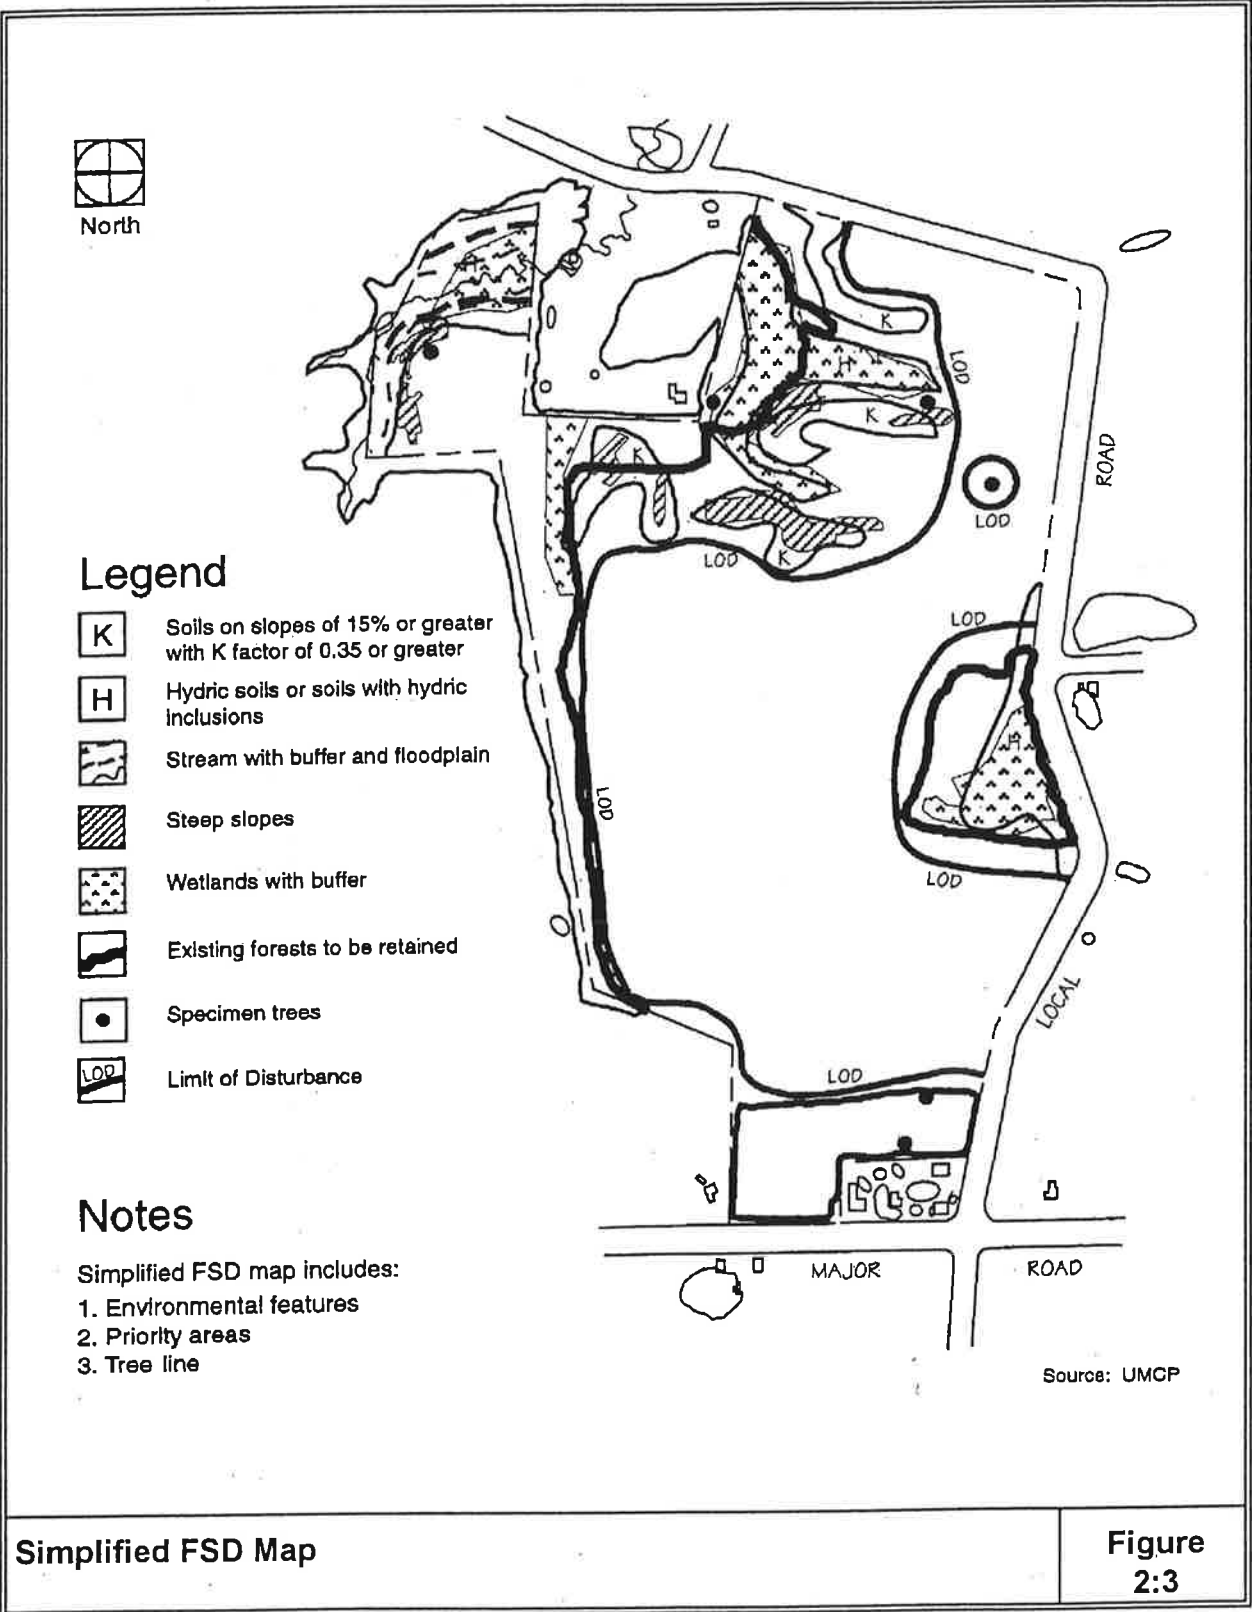 North
K
H
K
H
K
LOD
ROAD
K
LOD
LOD
K
LOD
H
LOD
LOD
LOCAL
LOD
MAJOR
ROAD
Legend
K
Soils on slopes of 15% or greater
with K factor of 0.35 or greater
H
Hydric soils or soils with hydric
inclusions
Stream with buffer and floodplain
Steep slopes
Wetlands with buffer
Existing forests to be retained
Specimen trees
LOD
Limit of Disturbance
Notes
Simplified FSD map includes:
1. Environmental features
2. Priority areas
3. Tree line
Source: UMCP
Simplified FSD Map
Figure
2:3